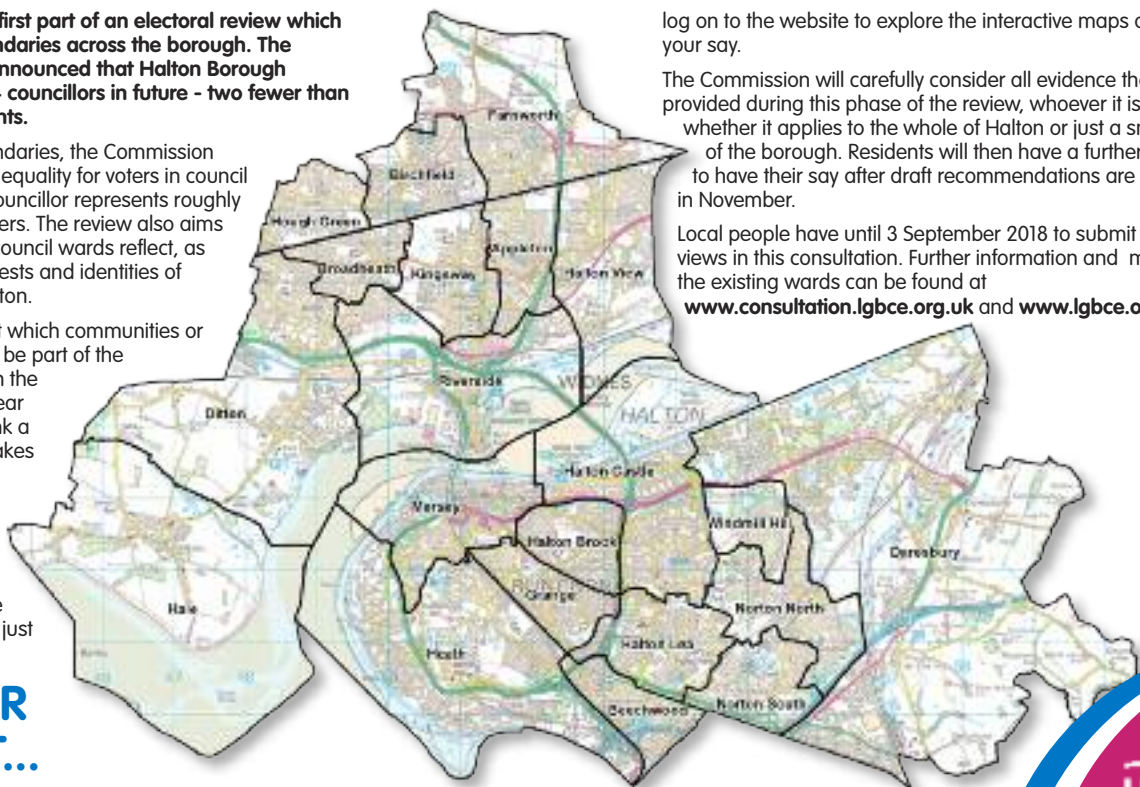 first part of an electoral review which
ndaries across the borough. The
nnounced that Halton Borough
councillors in future - two fewer than
nts.
ndaries, the Commission
equality for voters in council
ouncillor represents roughly
ers. The review also aims
ouncil wards reflect, as
ests and identities of
ton.
t which communities or
be part of the
n the
ear
nk a
akes
e
just
R
...
log on to the website to explore the interactive maps
your say.
The Commission will carefully consider all evidence
provided during this phase of the review, whoever it is
whether it applies to the whole of Halton or just a
of the borough. Residents will then have a further
to have their say after draft recommendations are
in November.
Local people have until 3 September 2018 to submit
views in this consultation. Further information and
the existing wards can be found at
www.consultation.lgbce.org.uk and www.lgbce.o
Farnworth
Birchfield
Hough Green
Appleton
Broadheath
Kingsway
Halton View
Riverside
WIDNES
Ditton
HALTON
Halton Castle
Mersey
Windmill Hill
Halton Brook
Daresbury
RUNCORN
Grange
Hale
Norton North
Halton Lea
Heath
Beechwood
Norton South